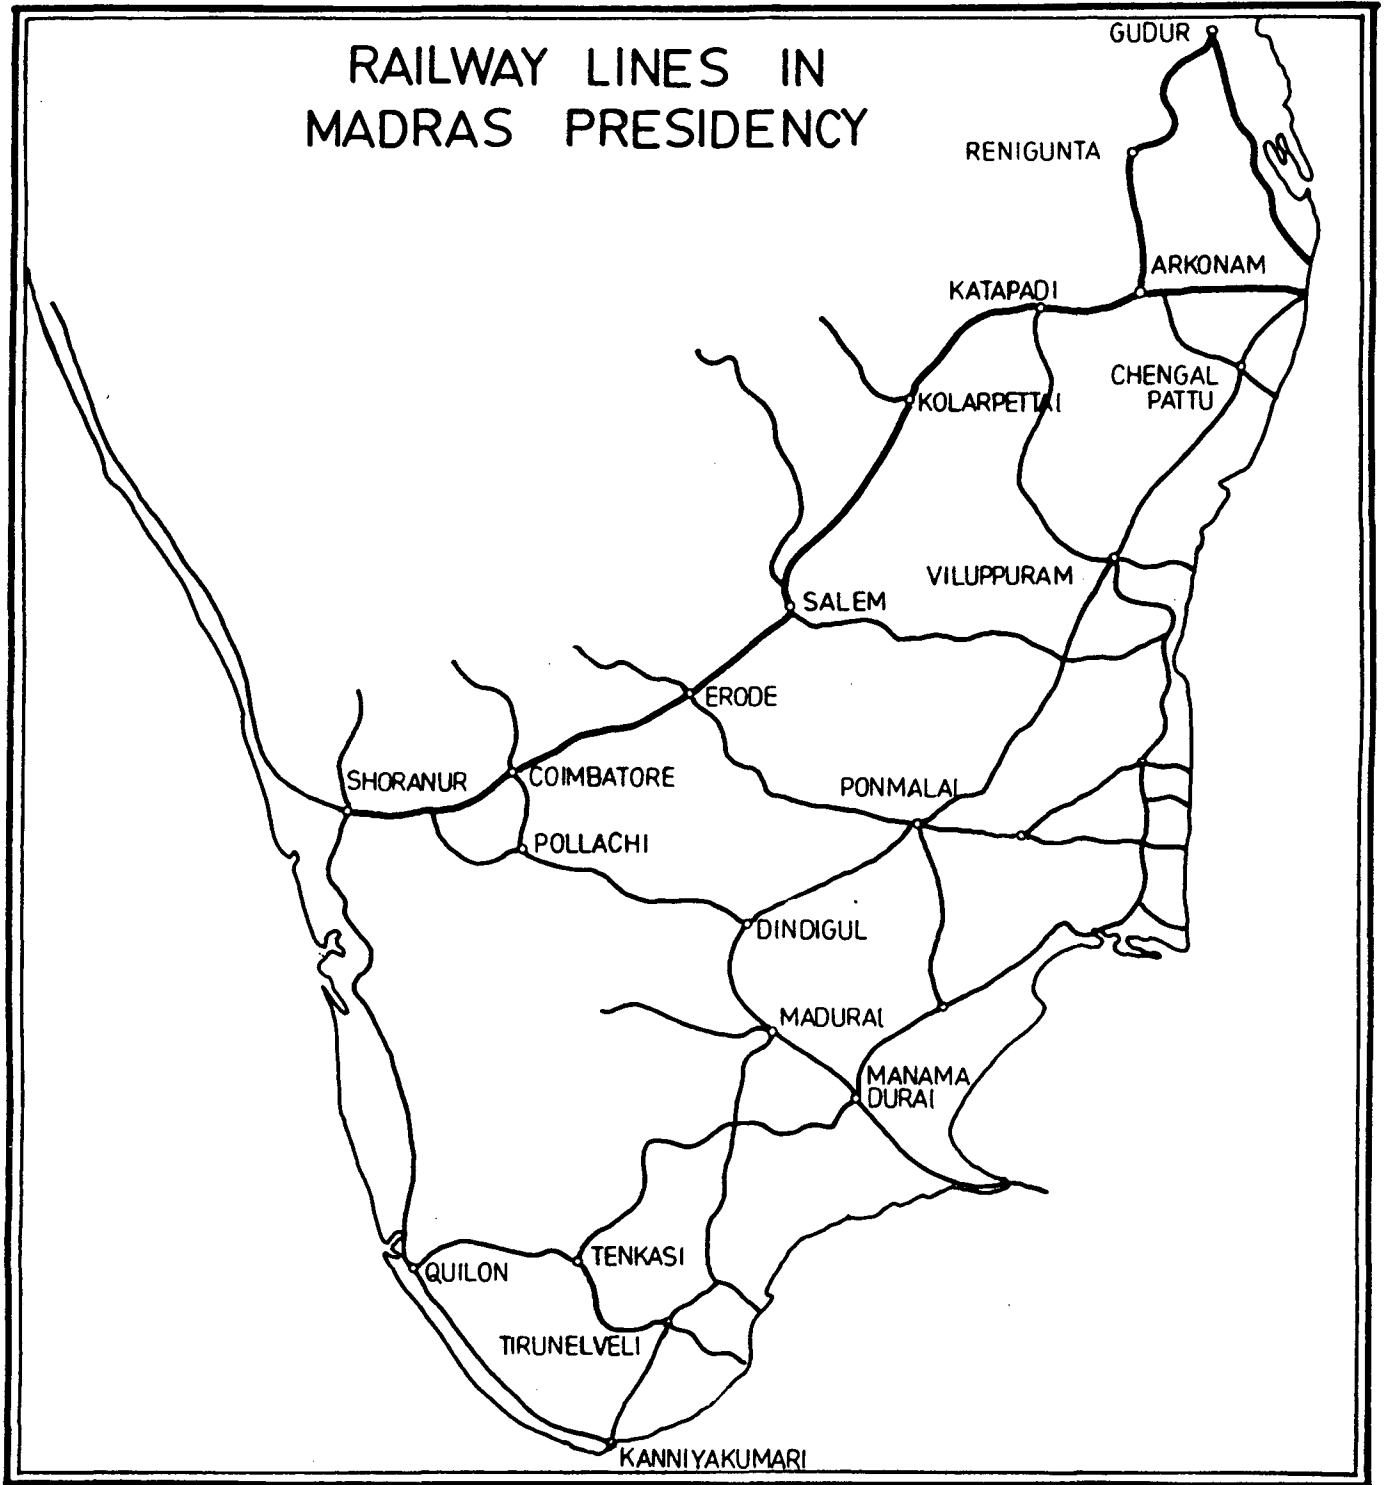 RAILWAY LINES IN
MADRAS PRESIDENCY
GUDUR
RENIGUNTA
ARKONAM
KATAPADI
CHENGAL
PATTU
KOLARPETTAI
VILUPPURAM
SALEM
ERODE
SHORANUR
COIMBATORE
PONMALAI
POLLACHI
DINDIGUL
MADURAI
MANAMA
DURAI
TENKASI
QUILON
TIRUNELVELI
KANNIYAKUMARI